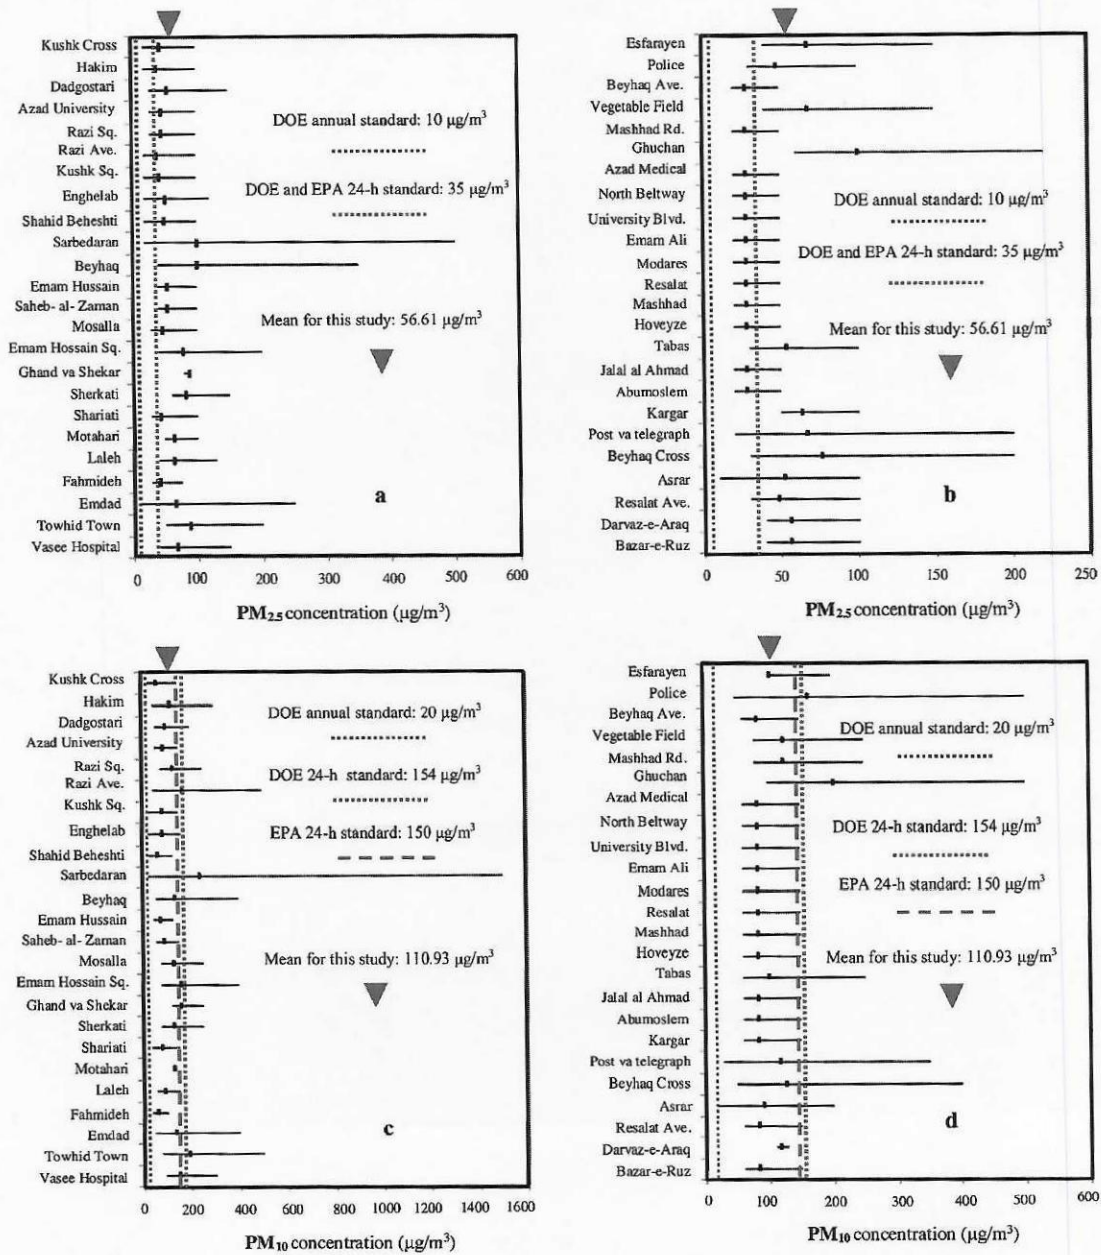 Kushk Cross
Hakim
Dadgostari
Azad University
Razi Sq.
Razi Ave.
Kushk Sq.
Enghelab
Shahid Beheshti
Sarbedaran
Beyhaq
Emam Hussain
Saheb- al- Zaman
Mosalla
Emam Hossain Sq.
Ghand va Shekar
Sherkati
Shariati
Motahari
Laleh
Fahmideh
Emdad
Towhid Town
Vasee Hospital
DOE annual standard: 10 µg/m³
DOE and EPA 24-h standard: 35 µg/m³
Mean for this study: 56.61 µg/m³
a
0 100 200 300 400 500 600
PM2.5 concentration (µg/m³)
Esfarayen
Police
Beyhaq Ave.
Vegetable Field
Mashhad Rd.
Ghuchan
Azad Medical
North Beltway
University Blvd.
Emam Ali
Modares
Resalat
Mashhad
Hoveyze
Tabas
Jalal al Ahmad
Abumoslem
Kargar
Post va telegraph
Beyhaq Cross
Asrar
Resalat Ave.
Darvaz-e-Araq
Bazar-e-Ruz
DOE annual standard: 10 µg/m³
DOE and EPA 24-h standard: 35 µg/m³
Mean for this study: 56.61 µg/m³
b
0 50 100 150 200 250
PM2.5 concentration (µg/m³)
Kushk Cross
Hakim
Dadgostari
Azad University
Razi Sq.
Razi Ave.
Kushk Sq.
Enghelab
Shahid Beheshti
Sarbedaran
Beyhaq
Emam Hussain
Saheb- al- Zaman
Mosalla
Emam Hossain Sq.
Ghand va Shekar
Sherkati
Shariati
Motahari
Laleh
Fahmideh
Emdad
Towhid Town
Vasee Hospital
DOE annual standard: 20 µg/m³
DOE 24-h standard: 154 µg/m³
EPA 24-h standard: 150 µg/m³
Mean for this study: 110.93 µg/m³
c
0 200 400 600 800 1000 1200 1400 1600
PM10 concentration (µg/m³)
Esfarayen
Police
Beyhaq Ave.
Vegetable Field
Mashhad Rd.
Ghuchan
Azad Medical
North Beltway
University Blvd.
Emam Ali
Modares
Resalat
Mashhad
Hoveyze
Tabas
Jalal al Ahmad
Abumoslem
Kargar
Post va telegraph
Beyhaq Cross
Asrar
Resalat Ave.
Darvaz-e-Araq
Bazar-e-Ruz
DOE annual standard: 20 µg/m³
DOE 24-h standard: 154 µg/m³
EPA 24-h standard: 150 µg/m³
Mean for this study: 110.93 µg/m³
d
0 100 200 300 400 500 600
PM10 concentration (µg/m³)